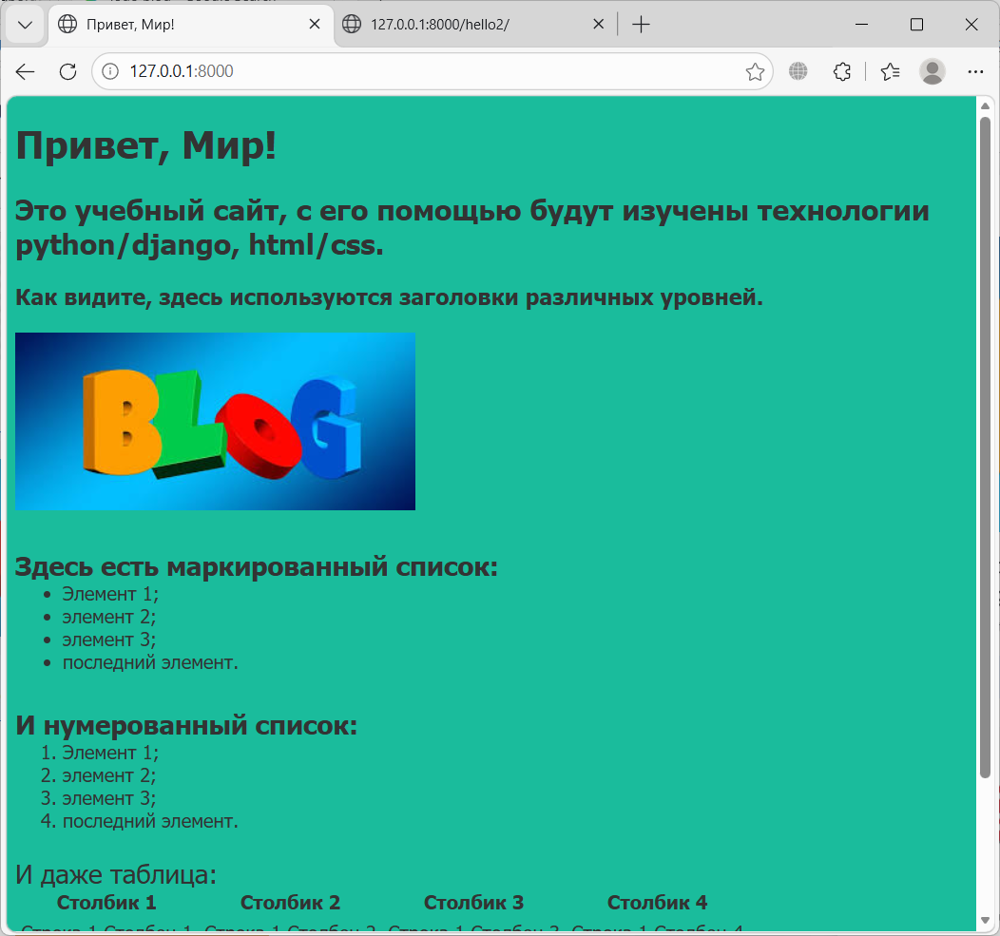 Привет, Мир!
127.0.0.1:8000/hello2/
127.0.0.1:8000
Привет, Мир!
Это учебный сайт, с его помощью будут изучены технологии
python/django, html/css.
Как видите, здесь используются заголовки различных уровней.
BLOG
Здесь есть маркированный список:
Элемент 1;
элемент 2;
элемент 3;
последний элемент.
И нумерованный список:
1. Элемент 1;
2. элемент 2;
3. элемент 3;
4. последний элемент.
И даже таблица:
Столбик 1 Столбик 2 Столбик 3 Столбик 4
Строка 1 Столбец 1 Строка 1 Столбец 2 Строка 1 Столбец 3 Строка 1 Столбец 4